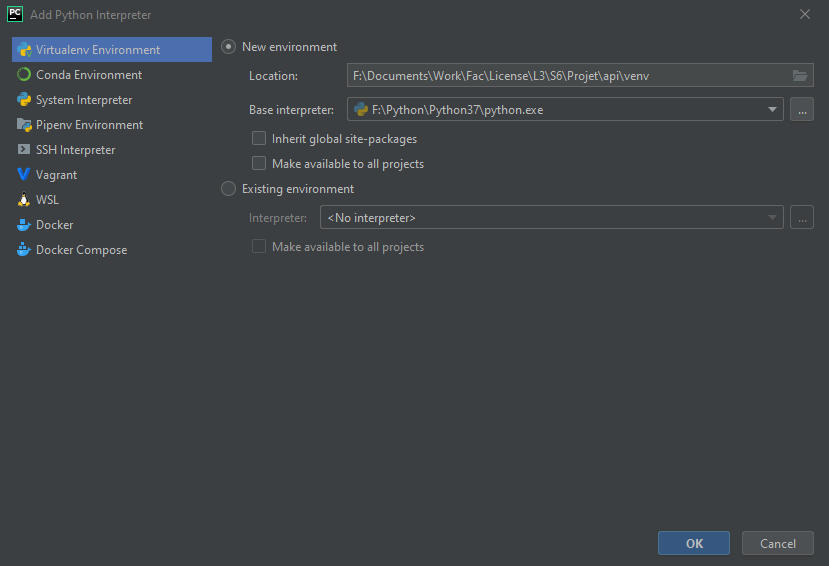 PC Add Python Interpreter
Virtualenv Environment
Conda Environment
System Interpreter
Pipenv Environment
SSH Interpreter
Vagrant
WSL
Docker
Docker Compose
New environment
Location: F:\Documents\Work\Fac\License\L3\S6\Projet\api\venv
Base interpreter: F:\Python\Python37\python.exe ...
Inherit global site-packages
Make available to all projects
Existing environment
Interpreter: <No interpreter> ...
Make available to all projects
OK Cancel